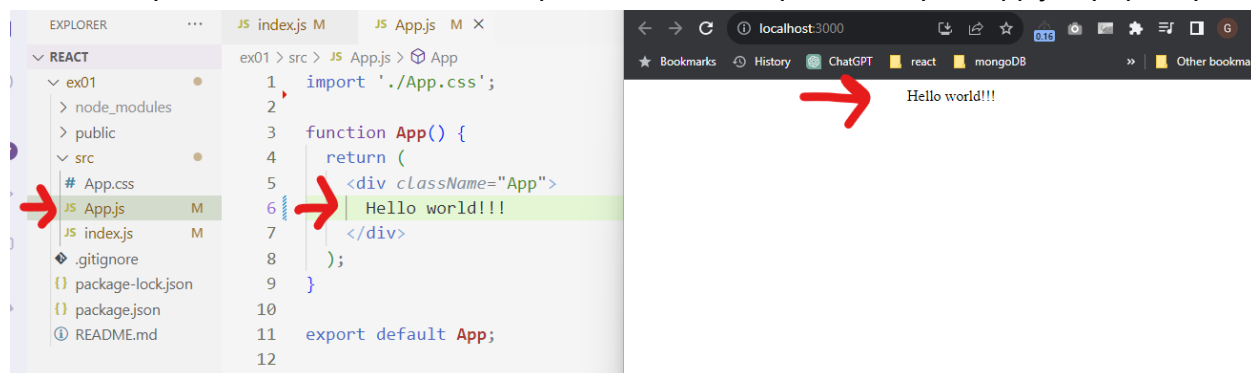 EXPLORER ...
REACT
ex01
node_modules
public
src
# App.css
JS App.js M
JS index.js M
.gitignore
{} package-lock.json
{} package.json
README.md
JS index.js M JS App.js M ×
ex01 > src > JS App.js > App
1 import './App.css';
2
3 function App() {
4 return (
5 <div className="App">
6 Hello world!!!
7 </div>
8 );
9 }
10
11 export default App;
12
localhost:3000 0.16 G
Bookmarks History ChatGPT react mongoDB » Other bookma
Hello world!!!